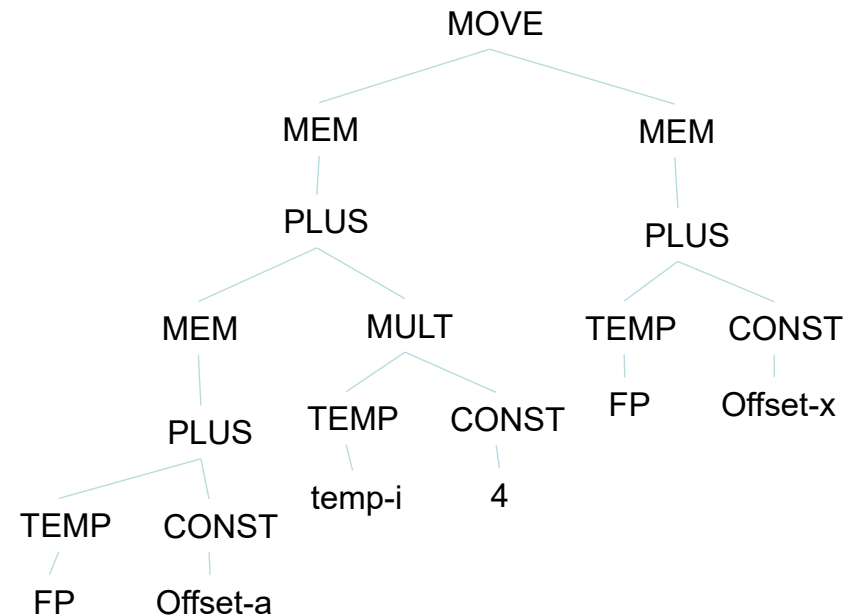 MOVE
MEM MEM
PLUS PLUS
MEM MULT TEMP CONST
FP Offset-x
PLUS TEMP CONST
temp-i 4
TEMP CONST
FP Offset-a